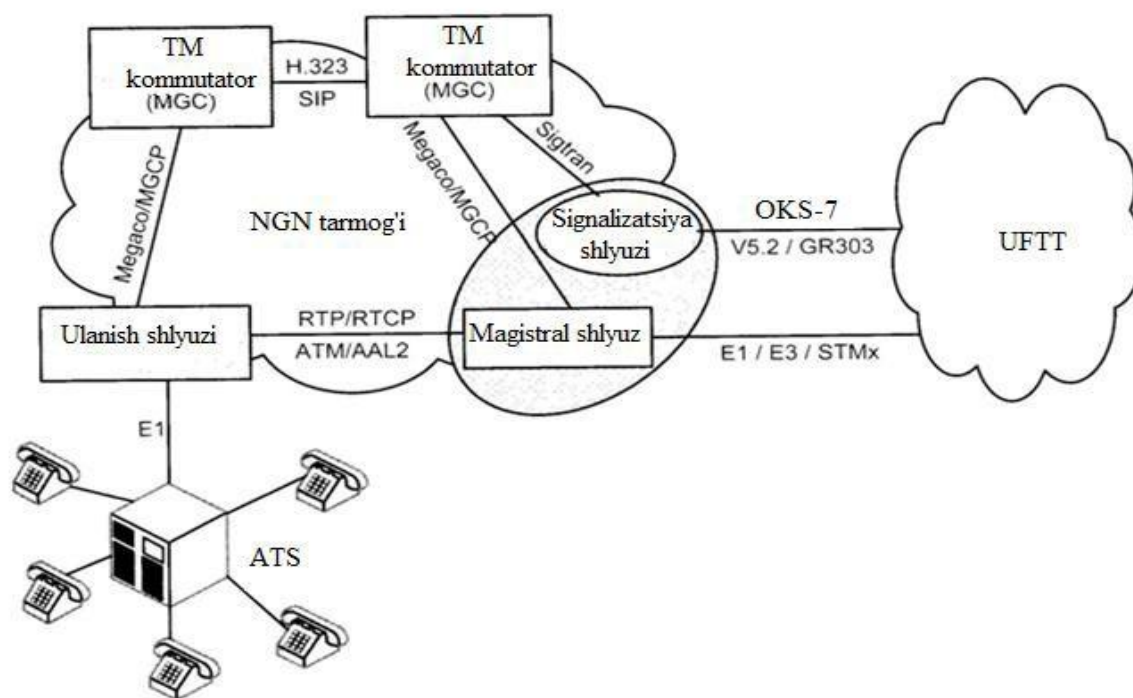 TM
kommutator
(MGC)
H.323
SIP
TM
kommutator
(MGC)
Megaco/MGCP
Megaco/MGCP
Sigtran
NGN tarmog'i
Signalizatsiya
shlyuzi
OKS-7
V5.2 / GR303
UFTT
Ulanish shlyuzi
RTP/RTCP
ATM/AAL2
Magistral shlyuz
E1 / E3 / STMx
E1
ATS